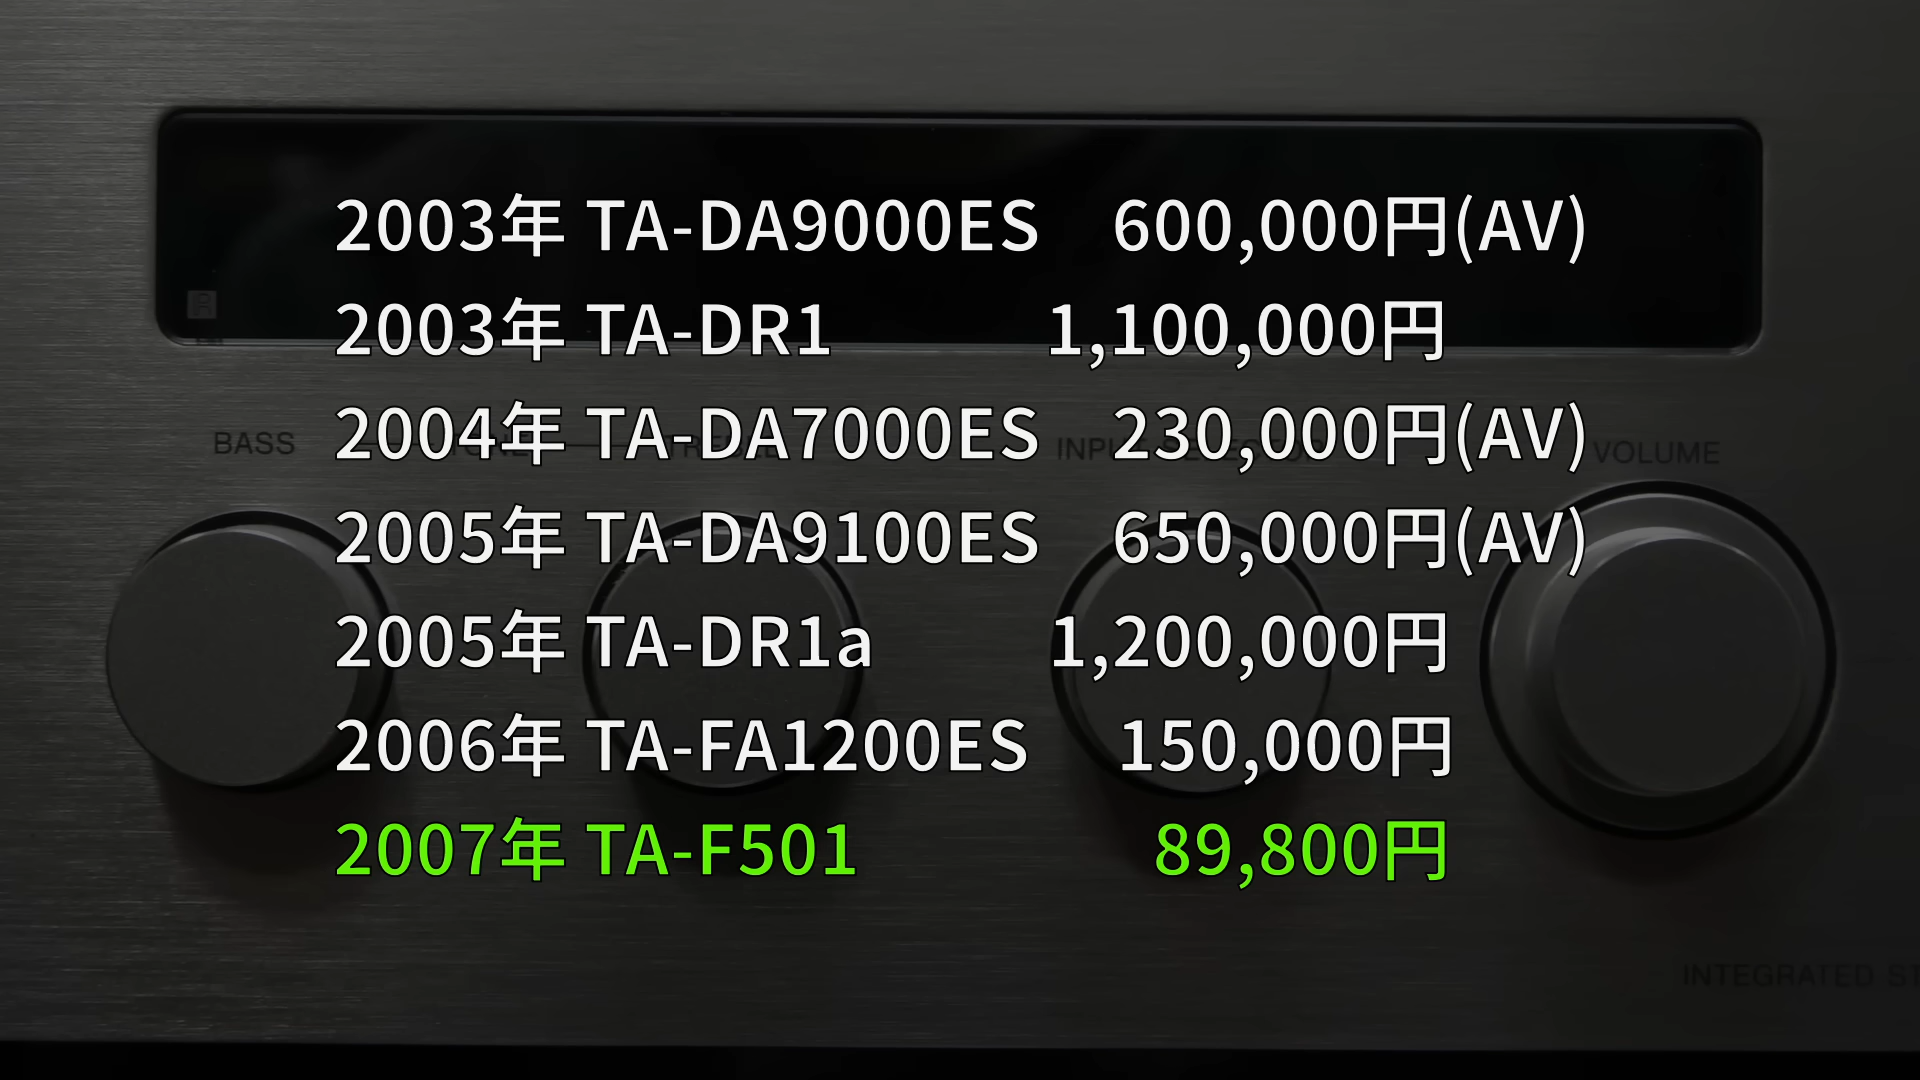 2003年 TA-DA9000ES 600,000円(AV)
2003年 TA-DR1 1,100,000円
BASS
2004年 TA-DA7000ES 230,000円(AV)
VOLUME
2005年 TA-DA9100ES 650,000円(AV)
2005年 TA-DR1a 1,200,000円
2006年 TA-FA1200ES 150,000円
2007年 TA-F501 89,800円
INTEGRATED ST